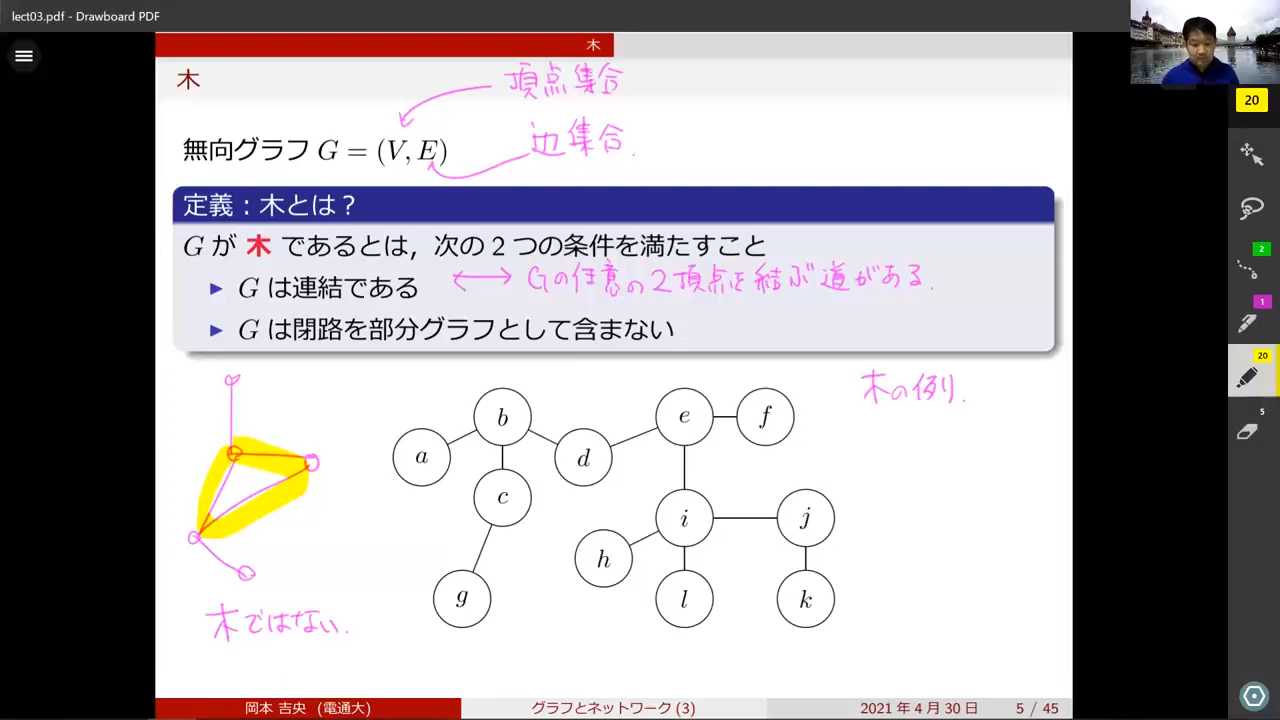 lect03.pdf - Drawboard PDF
木
木
頂点集合
辺集合.
無向グラフ G = (V, E)
定義：木とは？
G が 木 であるとは，次の 2 つの条件を満たすこと
▶ G は連結である ⟷ Gの任意の2頂点を結ぶ道がある.
▶ G は閉路を部分グラフとして含まない
木の例.
b e f
a d
c i j
h
g l k
木ではない.
岡本 吉央 (電通大) グラフとネットワーク (3) 2021 年 4 月 30 日 5 / 45
20
2
1
20
5